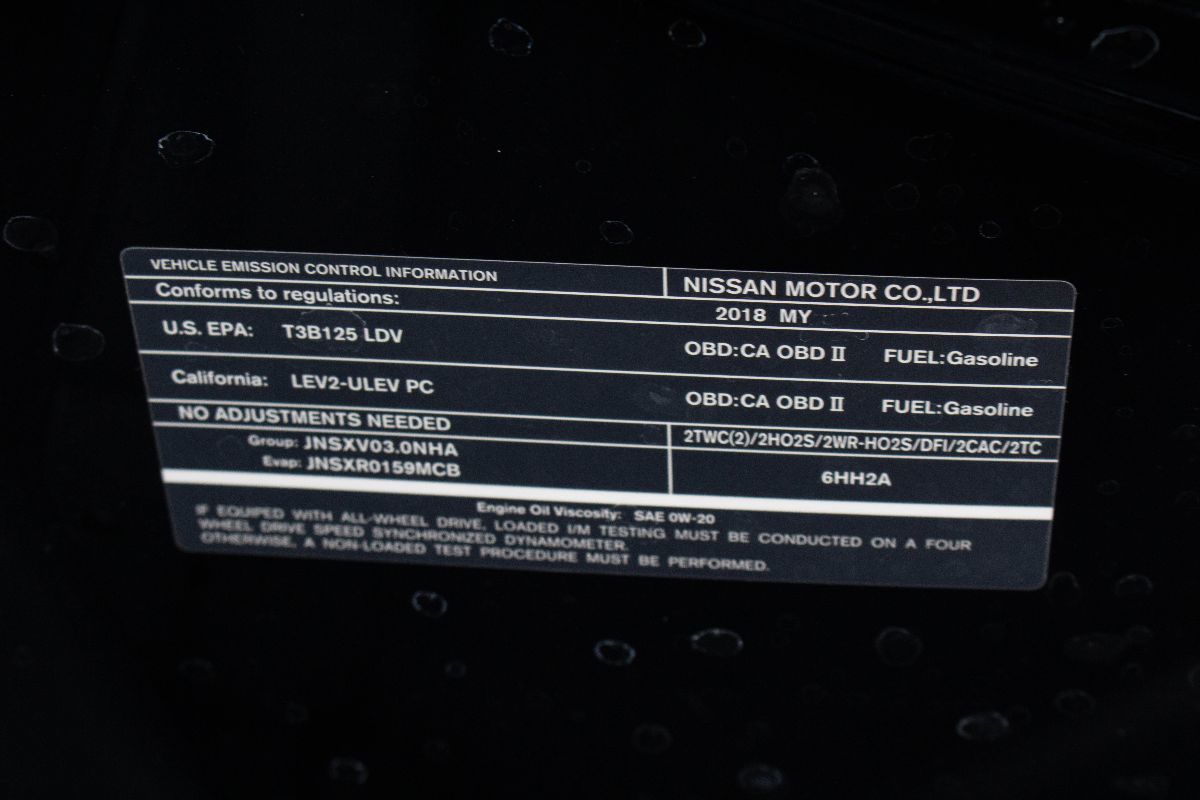 VEHICLE EMISSION CONTROL INFORMATION
NISSAN MOTOR CO.,LTD
Conforms to regulations:
2018 MY
U.S. EPA: T3B125 LDV
OBD:CA OBD II FUEL:Gasoline
California: LEV2-ULEV PC
OBD:CA OBD II FUEL:Gasoline
NO ADJUSTMENTS NEEDED
2TWC(2)/2HO2S/2WR-HO2S/DFI/2CAC/2TC
Group: JNSXV03.0NHA
Evap: JNSXR0159MCB
6HH2A
Engine Oil Viscosity: SAE 0W-20
IF EQUIPED WITH ALL-WHEEL DRIVE, LOADED I/M TESTING MUST BE CONDUCTED ON A FOUR
WHEEL DRIVE SPEED SYNCHRONIZED DYNAMOMETER.
OTHERWISE, A NON-LOADED TEST PROCEDURE MUST BE PERFORMED.